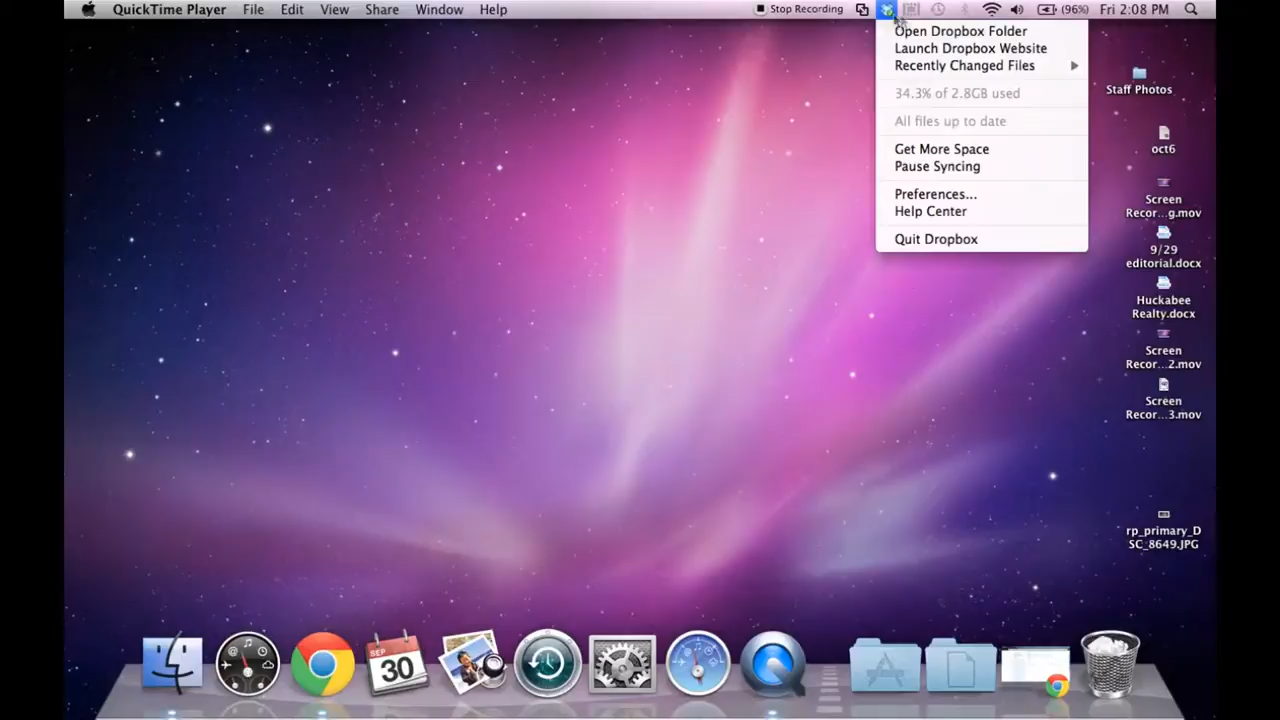 QuickTime Player File Edit View Share Window Help Stop Recording (96%) Fri 2:08 PM
Open Dropbox Folder
Launch Dropbox Website
Recently Changed Files
34.3% of 2.8GB used
All files up to date
Get More Space
Pause Syncing
Preferences...
Help Center
Quit Dropbox
Staff Photos
oct6
Screen
Recor...g.mov
9/29
editorial.docx
Huckabee
Realty.docx
Screen
Recor...2.mov
Screen
Recor...3.mov
rp_primary_D
SC_8649.JPG
SEP
30